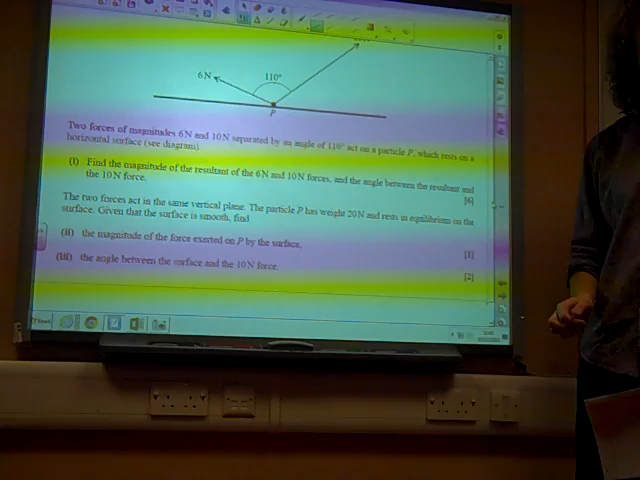 6N
110°
P
Two forces of magnitudes 6N and 10N separated by an angle of 110° act on a particle P, which rests on a
horizontal surface (see diagram).
(i) Find the magnitude of the resultant of the 6N and 10N forces, and the angle between the resultant and
the 10N force.
[6]
The two forces act in the same vertical plane. The particle P has weight 20N and rests in equilibrium on the
surface. Given that the surface is smooth, find
(ii) the magnitude of the force exerted on P by the surface,
[1]
(iii) the angle between the surface and the 10N force.
[2]